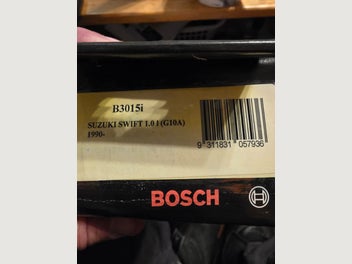 B3015i
SUZUKI SWIFT 1.0 I (G10A)
1990-
9 311831 057936
BOSCH